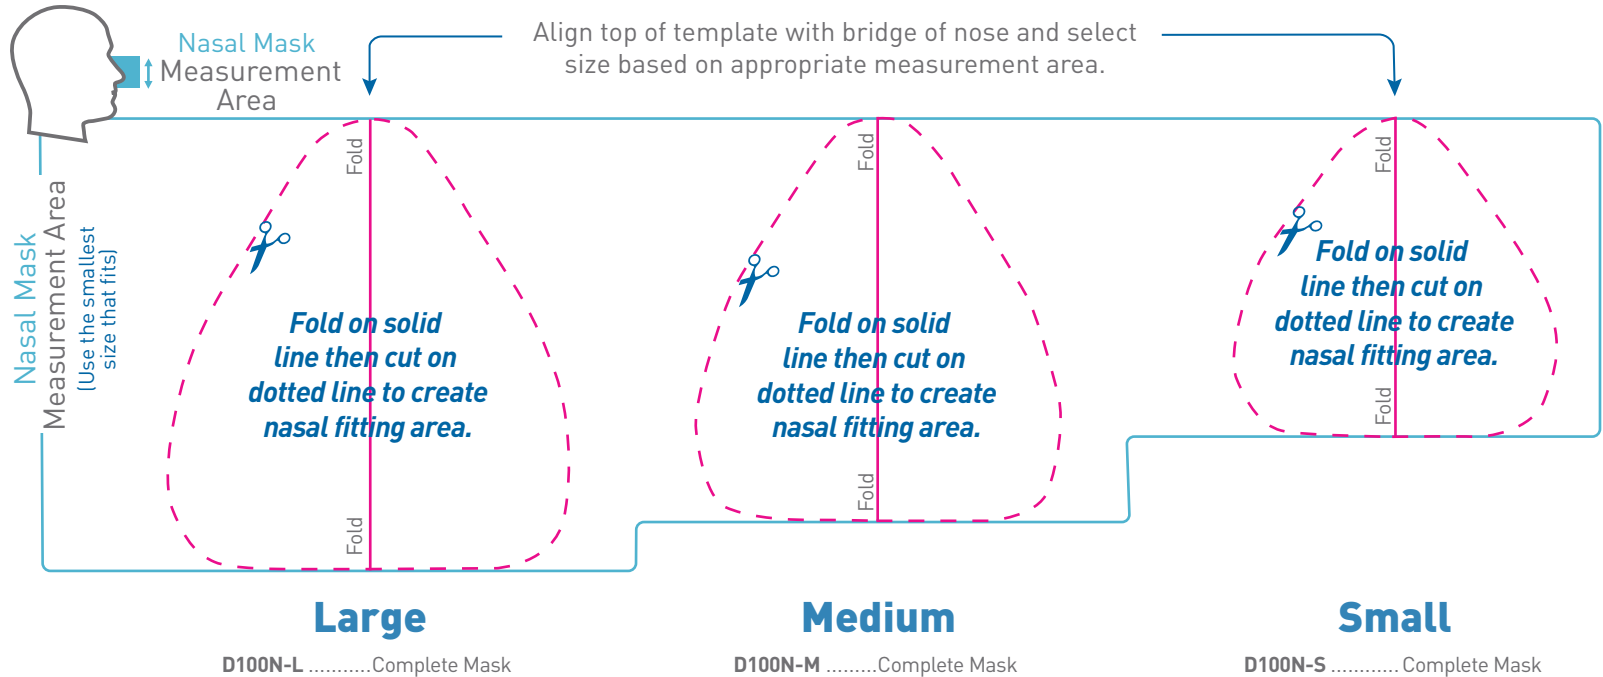 Nasal Mask
Measurement
Area
Align top of template with bridge of nose and select
size based on appropriate measurement area.
Nasal Mask
Measurement Area
(Use the smallest
size that fits)
Fold
Fold on solid
line then cut on
dotted line to create
nasal fitting area.
Fold
Large
D100N-L ...........Complete Mask
Fold
Fold on solid
line then cut on
dotted line to create
nasal fitting area.
Fold
Medium
D100N-M .........Complete Mask
Fold
Fold on solid
line then cut on
dotted line to create
nasal fitting area.
Fold
Small
D100N-S ............ Complete Mask